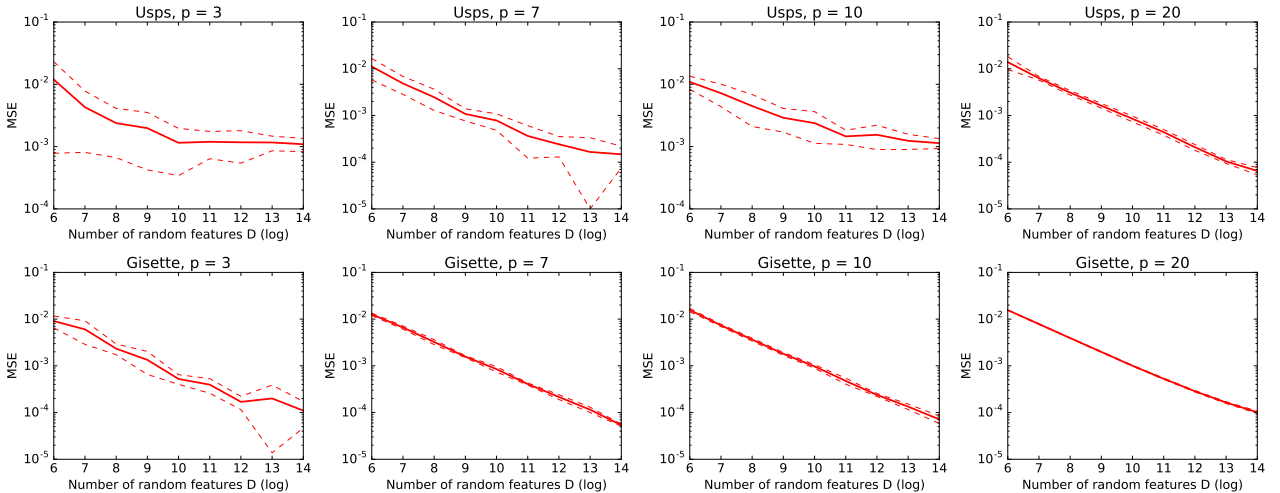 Usps, p = 3
Usps, p = 7
Usps, p = 10
Usps, p = 20
MSE
10⁻¹
10⁻²
10⁻³
10⁻⁴
6 7 8 9 10 11 12 13 14
Number of random features D (log)
MSE
10⁻¹
10⁻²
10⁻³
10⁻⁴
10⁻⁵
6 7 8 9 10 11 12 13 14
Number of random features D (log)
MSE
10⁻¹
10⁻²
10⁻³
10⁻⁴
6 7 8 9 10 11 12 13 14
Number of random features D (log)
MSE
10⁻¹
10⁻²
10⁻³
10⁻⁴
10⁻⁵
6 7 8 9 10 11 12 13 14
Number of random features D (log)
Gisette, p = 3
Gisette, p = 7
Gisette, p = 10
Gisette, p = 20
MSE
10⁻¹
10⁻²
10⁻³
10⁻⁴
10⁻⁵
6 7 8 9 10 11 12 13 14
Number of random features D (log)
MSE
10⁻¹
10⁻²
10⁻³
10⁻⁴
10⁻⁵
6 7 8 9 10 11 12 13 14
Number of random features D (log)
MSE
10⁻¹
10⁻²
10⁻³
10⁻⁴
10⁻⁵
6 7 8 9 10 11 12 13 14
Number of random features D (log)
MSE
10⁻¹
10⁻²
10⁻³
10⁻⁴
10⁻⁵
6 7 8 9 10 11 12 13 14
Number of random features D (log)